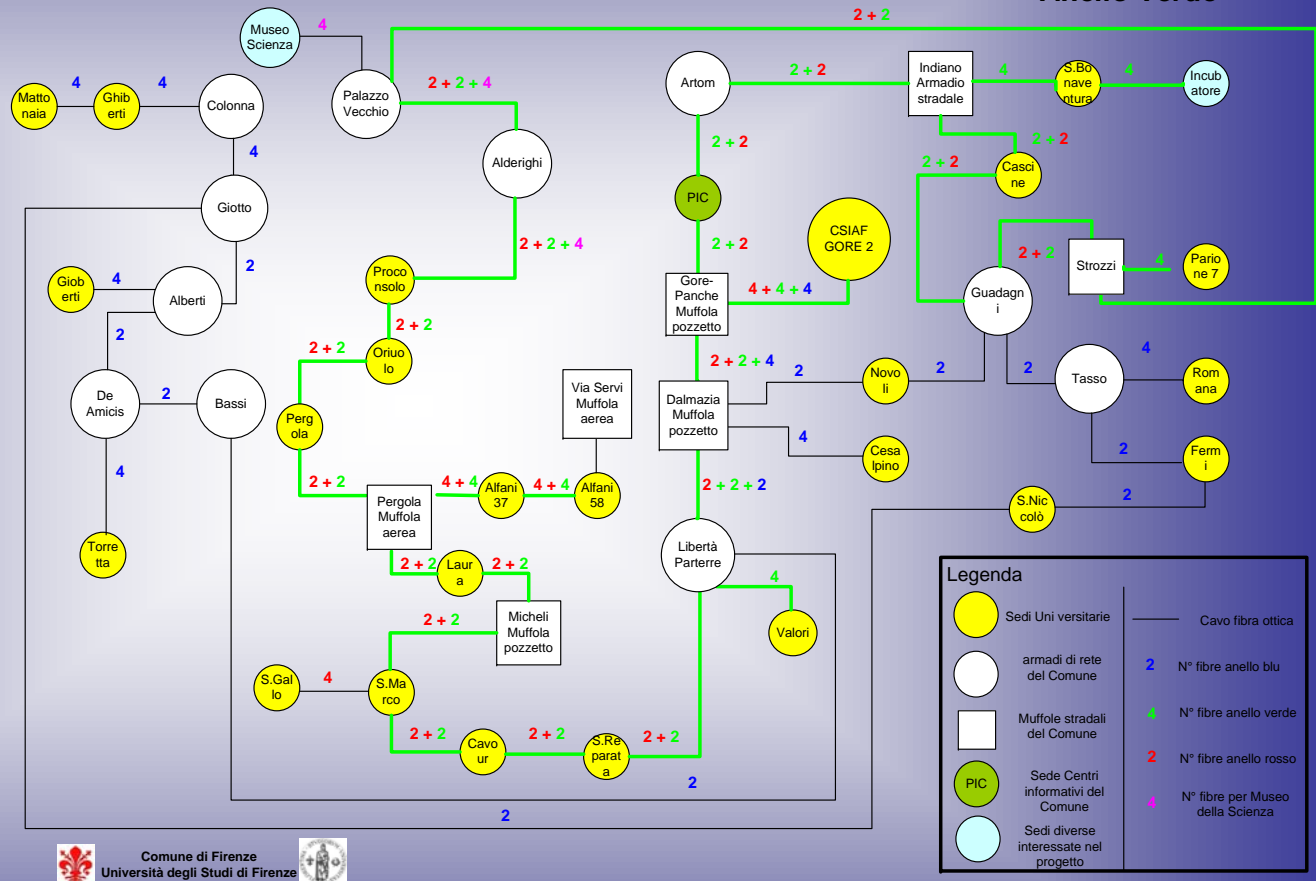 Anello Verde
2 + 2
Museo
Scienza
4
Matto
naia
4
Ghib
erti
4
Colonna
4
Palazzo
Vecchio
2 + 2 + 4
Alderighi
2 + 2 + 4
Artom
2 + 2
Indiano
Armadio
stradale
4
S.Bo
nave
ntura
4
Incub
atore
2 + 2
Casci
ne
2 + 2
2 + 2
PIC
2 + 2
CSIAF
GORE 2
Giotto
2
Giob
erti
4
Alberti
2
Proco
nsolo
2 + 2
Oriuo
lo
2 + 2
Perg
ola
2 + 2
Gore-
Panche
Muffola
pozzetto
4 + 4 + 4
2 + 2 + 4
Guadagn
i
2 + 2
Strozzi
4
Pario
ne 7
De
Amicis
2
Bassi
4
Torre
tta
Via Servi
Muffola
aerea
Dalmazia
Muffola
pozzetto
2
Novo
li
2
2
Tasso
4
Rom
ana
4
Cesa
lpino
2
Ferm
i
2
S.Nic
colò
Pergola
Muffola
aerea
4 + 4
Alfani
37
4 + 4
Alfani
58
2 + 2 + 2
Libertà
Parterre
4
Valori
2 + 2
Laur
a
2 + 2
Micheli
Muffola
pozzetto
2 + 2
S.Gal
lo
4
S.Ma
rco
2 + 2
Cavo
ur
2 + 2
S.Re
parat
a
2 + 2
2
2
Legenda
Sedi Uni versitarie
armadi di rete
del Comune
Muffole stradali
del Comune
PIC
Sede Centri
informativi del
Comune
Sedi diverse
interessate nel
progetto
Cavo fibra ottica
2
N° fibre anello blu
4
N° fibre anello verde
2
N° fibre anello rosso
4
N° fibre per Museo
della Scienza
Comune di Firenze
Università degli Studi di Firenze